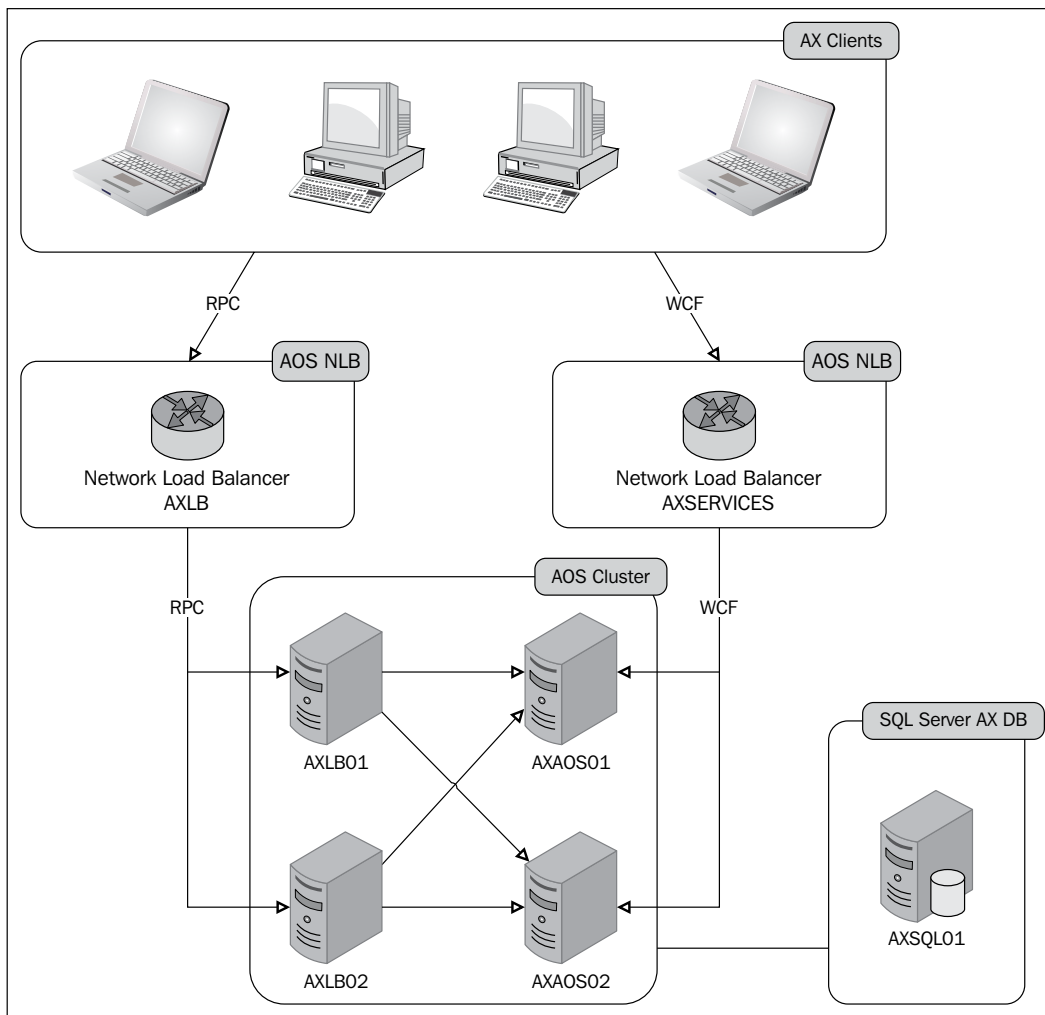 AX Clients
RPC
WCF
AOS NLB
AOS NLB
Network Load Balancer
AXLB
Network Load Balancer
AXSERVICES
AOS Cluster
RPC
WCF
AXLB01
AXAOS01
SQL Server AX DB
AXLB02
AXAOS02
AXSQL01